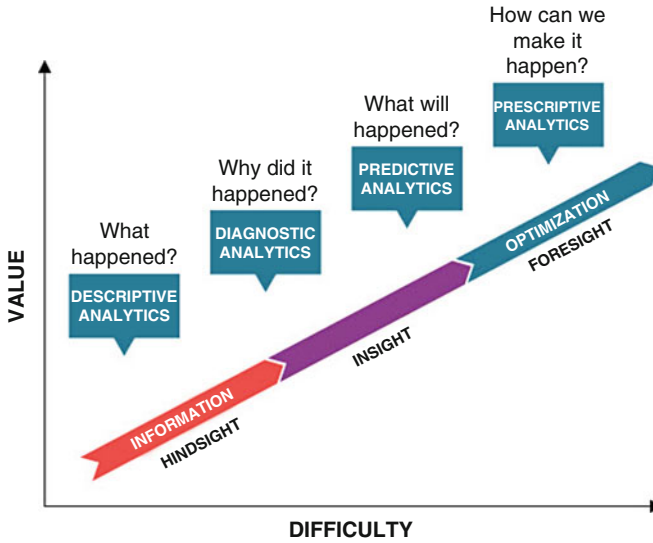 How can we
make it
happen?
PRESCRIPTIVE
ANALYTICS
What will
happened?
PREDICTIVE
ANALYTICS
Why did it
happened?
DIAGNOSTIC
ANALYTICS
What
happened?
DESCRIPTIVE
ANALYTICS
VALUE
OPTIMIZATION
FORESIGHT
INSIGHT
INFORMATION
HINDSIGHT
DIFFICULTY